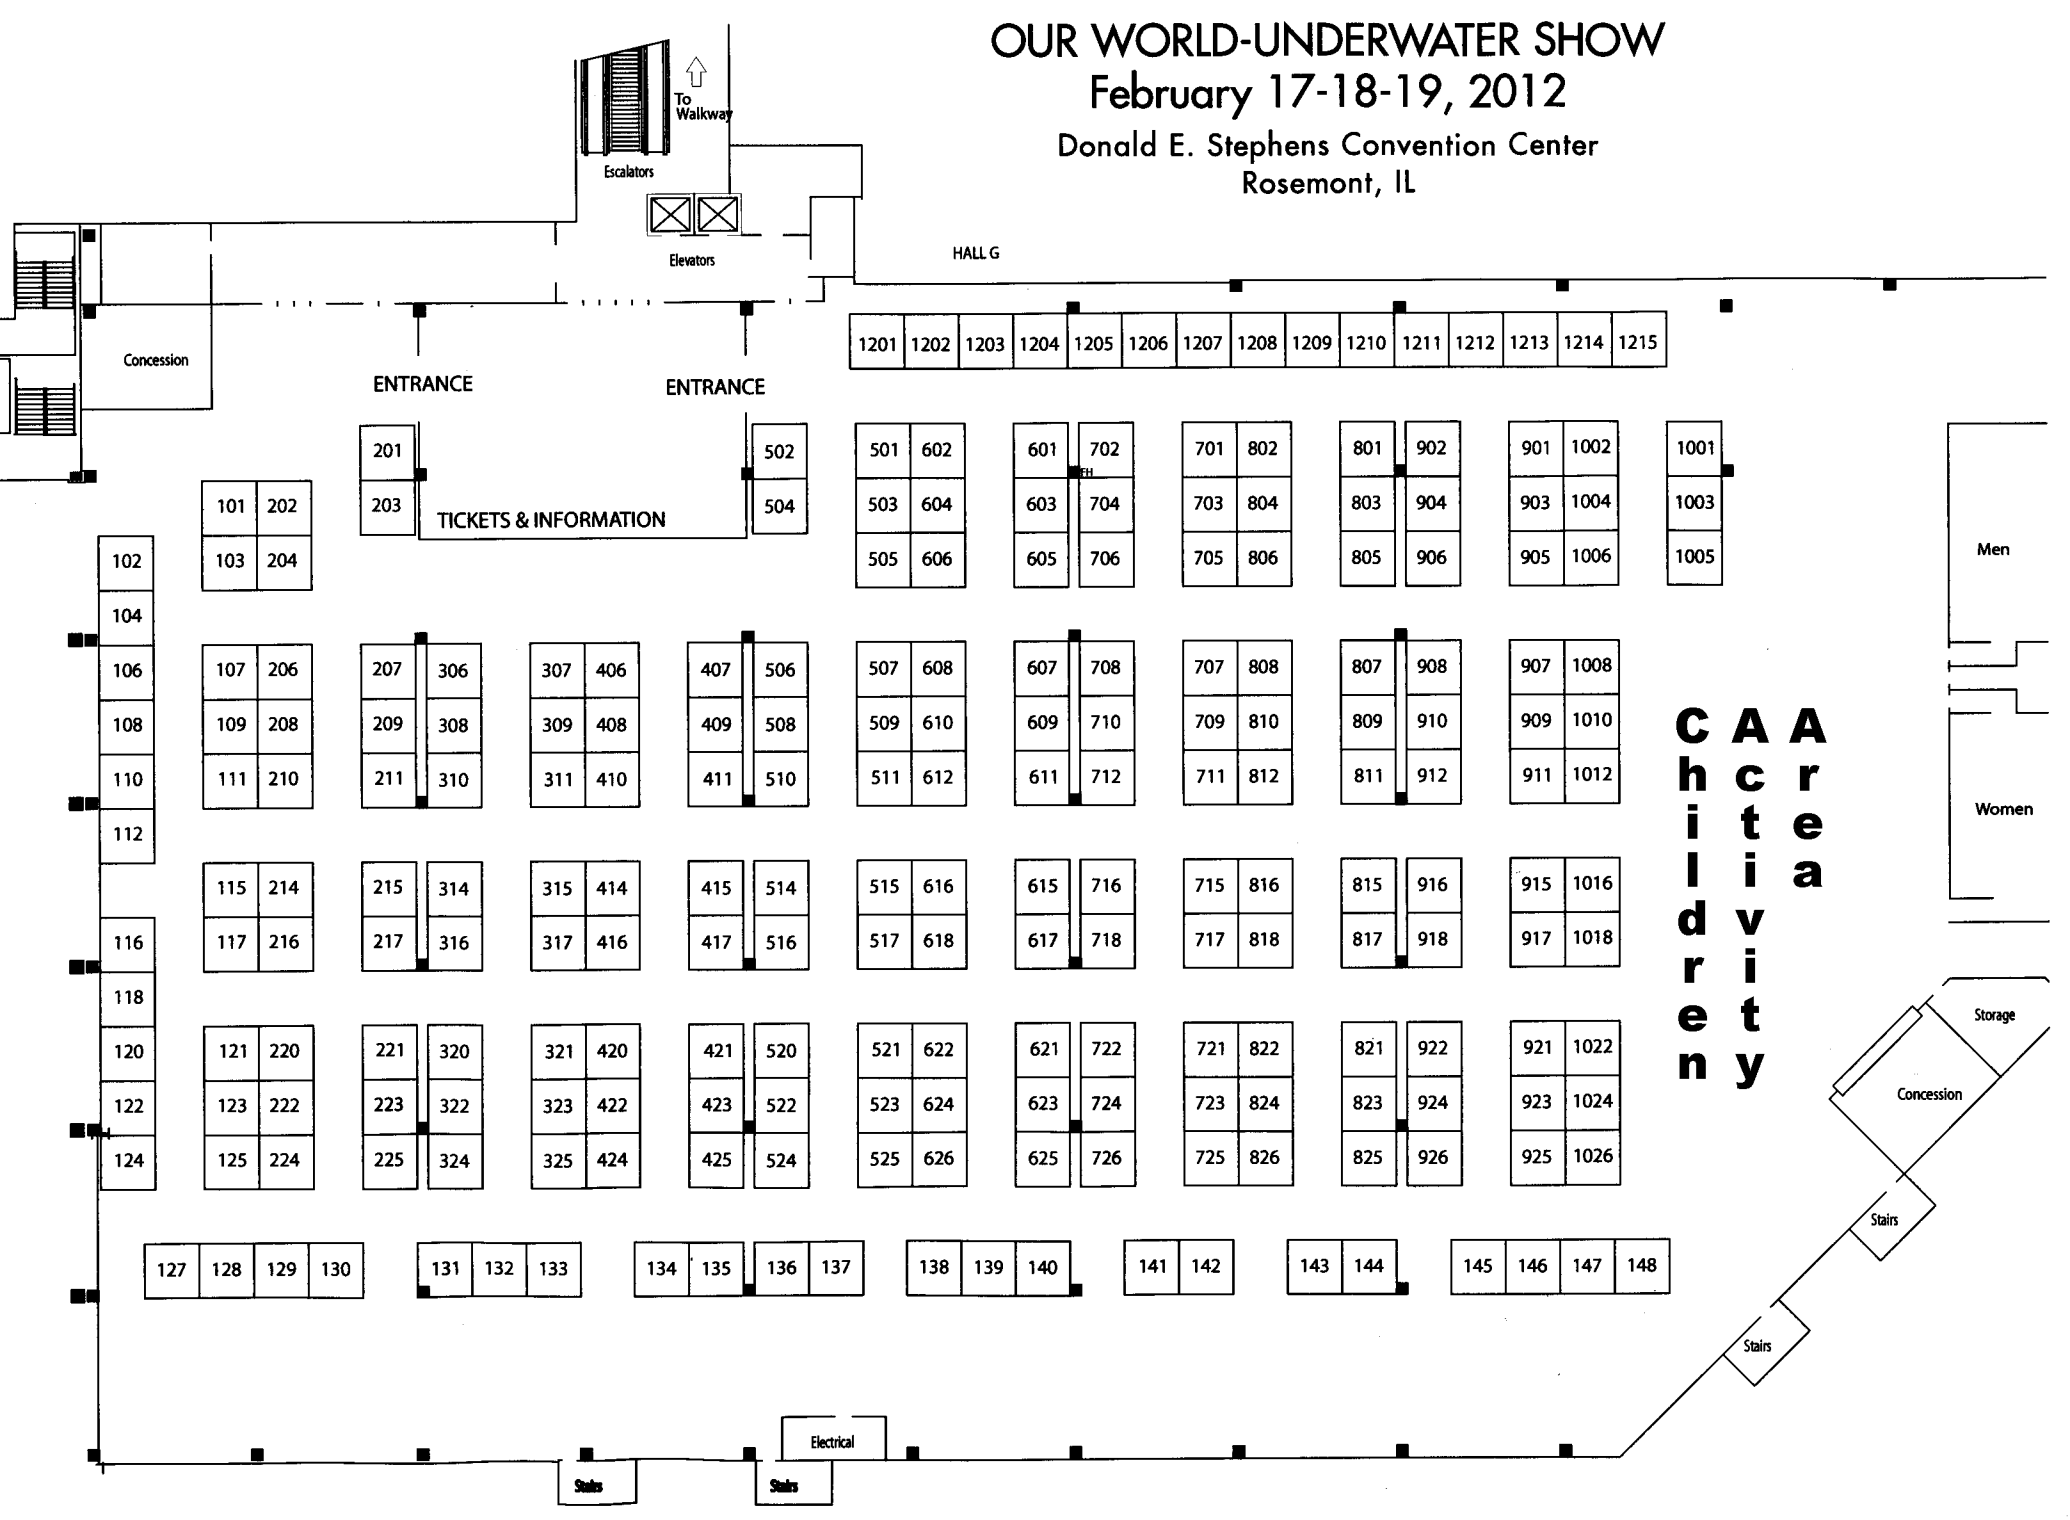 OUR WORLD-UNDERWATER SHOW
February 17-18-19, 2012
Donald E. Stephens Convention Center
Rosemont, IL
To
Walkway
Escalators
Elevators
HALL G
Concession
ENTRANCE ENTRANCE
1201 1202 1203 1204 1205 1206 1207 1208 1209 1210 1211 1212 1213 1214 1215
201 502 501 602 601 702 701 802 801 902 901 1002 1001
FH
101 202 203 504 503 604 603 704 703 804 803 904 903 1004 1003
TICKETS & INFORMATION
102 103 204 505 606 605 706 705 806 805 906 905 1006 1005
Men
104
106 107 206 207 306 307 406 407 506 507 608 607 708 707 808 807 908 907 1008
108 109 208 209 308 309 408 409 508 509 610 609 710 709 810 809 910 909 1010
110 111 210 211 310 311 410 411 510 511 612 611 712 711 812 811 912 911 1012
112
Children Activity Area
Women
115 214 215 314 315 414 415 514 515 616 615 716 715 816 815 916 915 1016
116 117 216 217 316 317 416 417 516 517 618 617 718 717 818 817 918 917 1018
118
Storage
120 121 220 221 320 321 420 421 520 521 622 621 722 721 822 821 922 921 1022
122 123 222 223 322 323 422 423 522 523 624 623 724 723 824 823 924 923 1024
Concession
124 125 224 225 324 325 424 425 524 525 626 625 726 725 826 825 926 925 1026
Stairs
127 128 129 130 131 132 133 134 135 136 137 138 139 140 141 142 143 144 145 146 147 148
Stairs
Electrical
Stairs Stairs